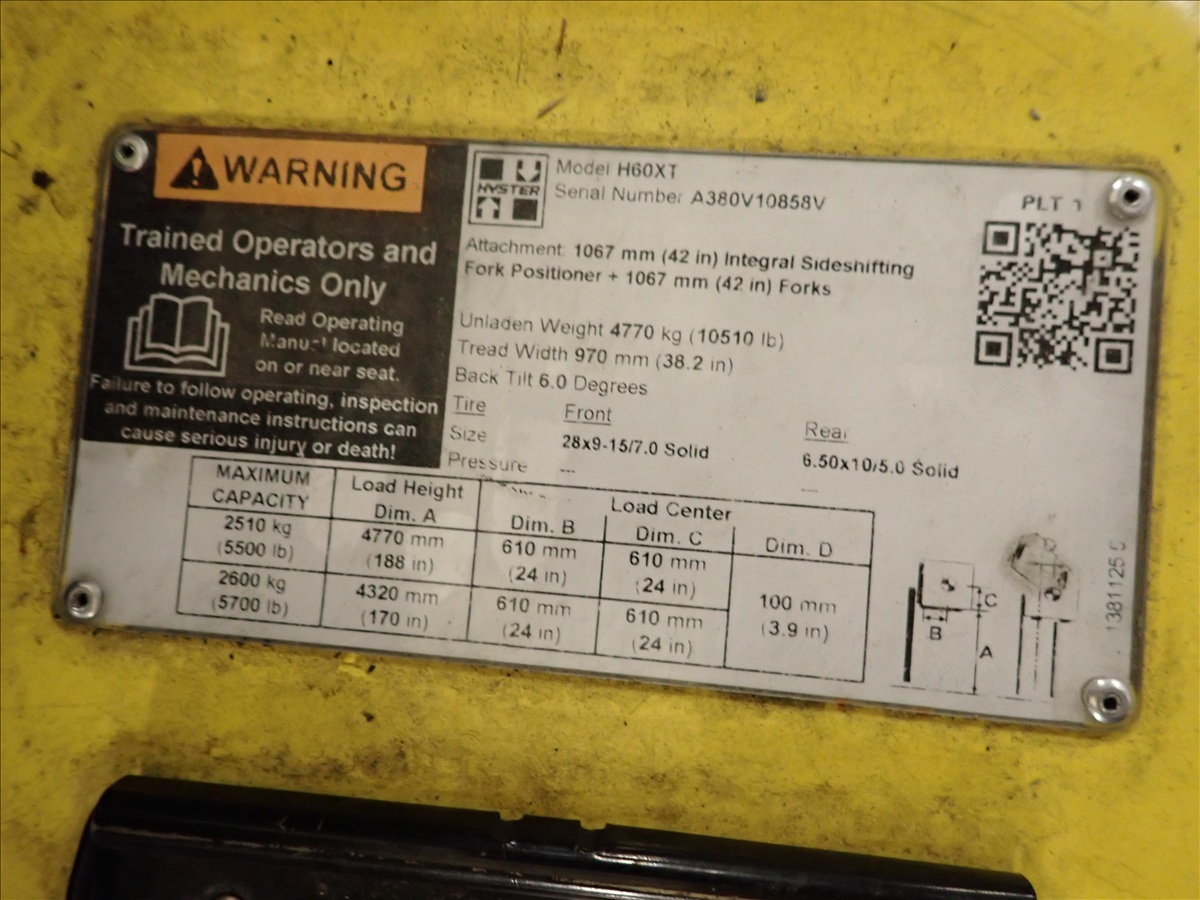 WARNING
Trained Operators and
Mechanics Only
Read Operating
Manual located
on or near seat.
Failure to follow operating, inspection
and maintenance instructions can
cause serious injury or death!
HYSTER
Model H60XT
Serial Number A380V10858V
PLT 1
Attachment 1067 mm (42 in) Integral Sideshifting
Fork Positioner + 1067 mm (42 in) Forks
Unladen Weight 4770 kg (10510 lb)
Tread Width 970 mm (38.2 in)
Back Tilt 6.0 Degrees
Tire Front Rear
Size 28x9-15/7.0 Solid 6.50x10/5.0 Solid
Pressure --- ---
MAXIMUM CAPACITY Load Height Dim. A Load Center
Dim. B Dim. C Dim. D
2510 kg 4770 mm 610 mm 610 mm
(5500 lb) (188 in) (24 in) (24 in)
100 mm
(3.9 in)
2600 kg 4320 mm 610 mm 610 mm
(5700 lb) (170 in) (24 in) (24 in)
C
B
A